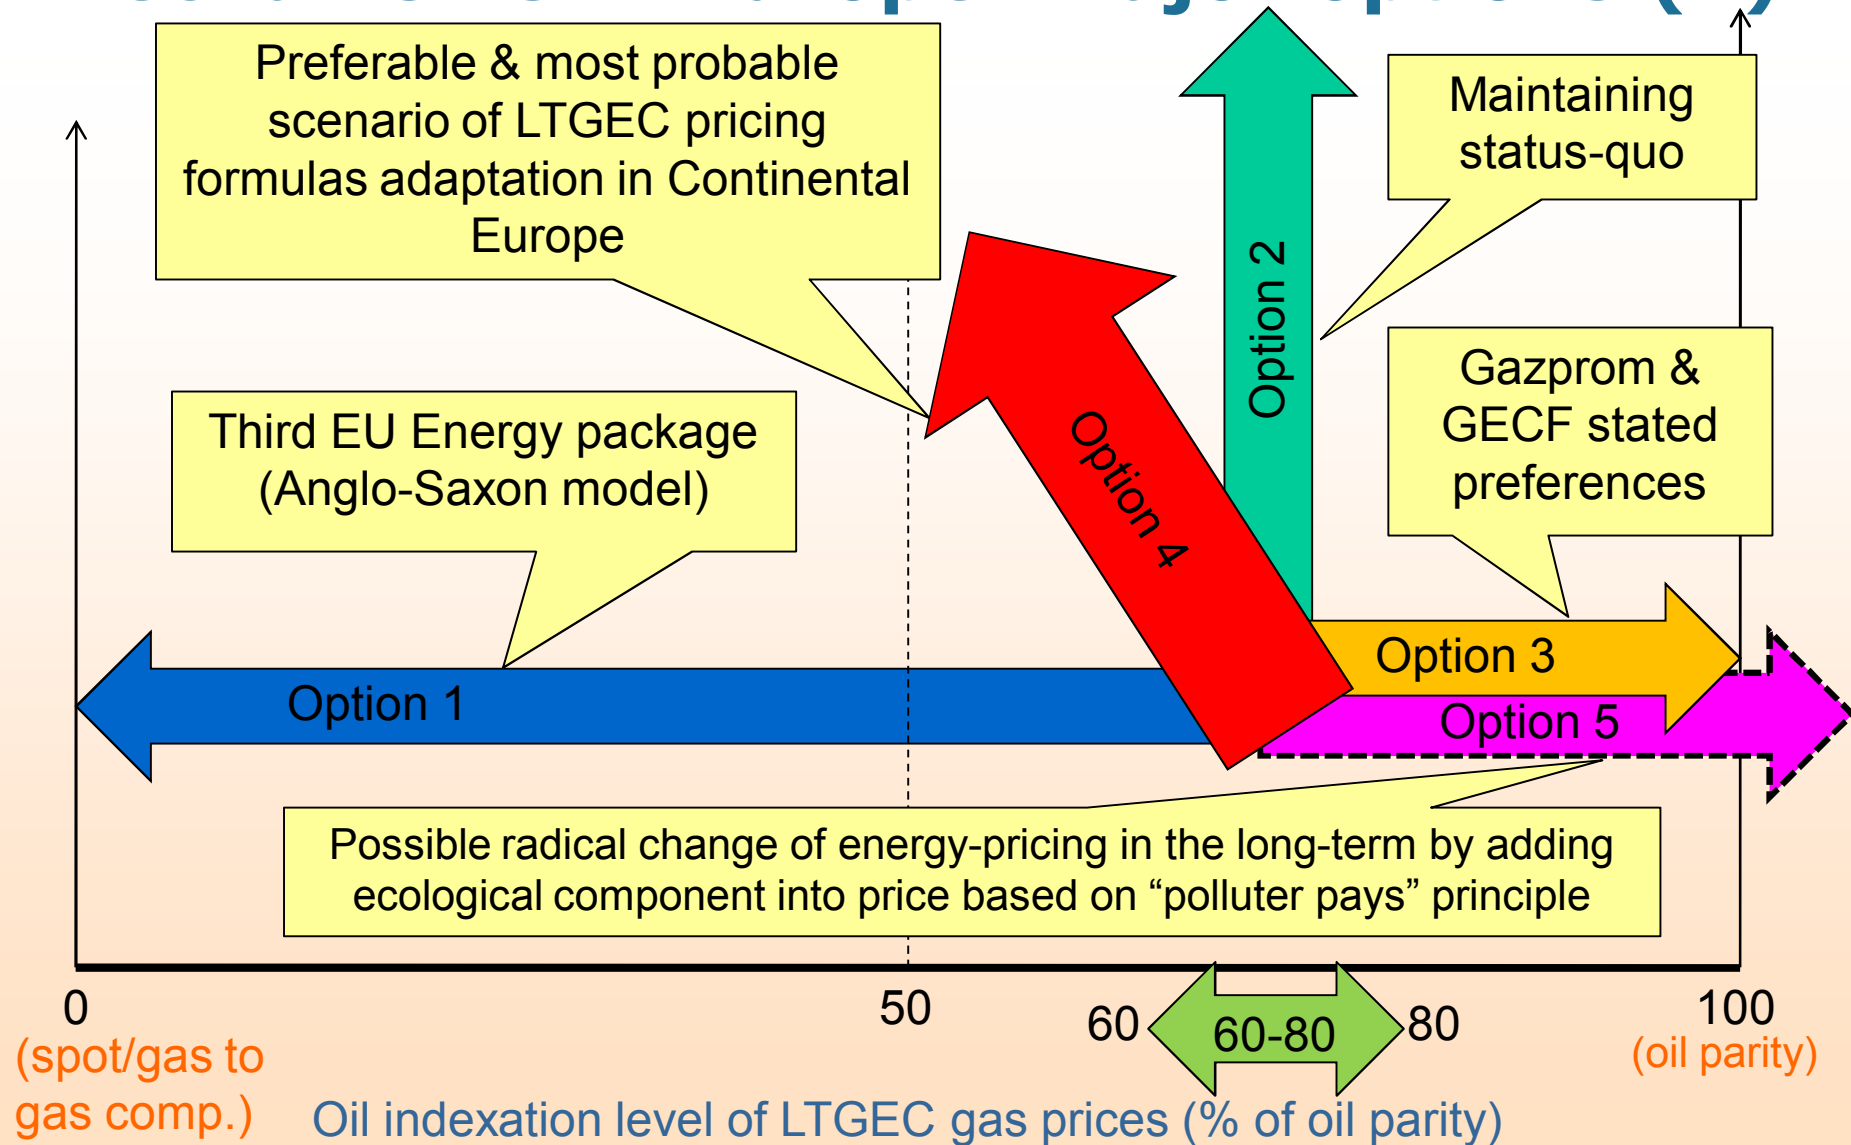 Preferable & most probable
scenario of LTGEC pricing
formulas adaptation in Continental
Europe
Maintaining
status-quo
Option 2
Gazprom &
GECF stated
preferences
Third EU Energy package
(Anglo-Saxon model)
Option 4
Option 3
Option 1
Option 5
Possible radical change of energy-pricing in the long-term by adding
ecological component into price based on “polluter pays” principle
0
50
60
60-80
80
100
(spot/gas to
gas comp.)
(oil parity)
Oil indexation level of LTGEC gas prices (% of oil parity)